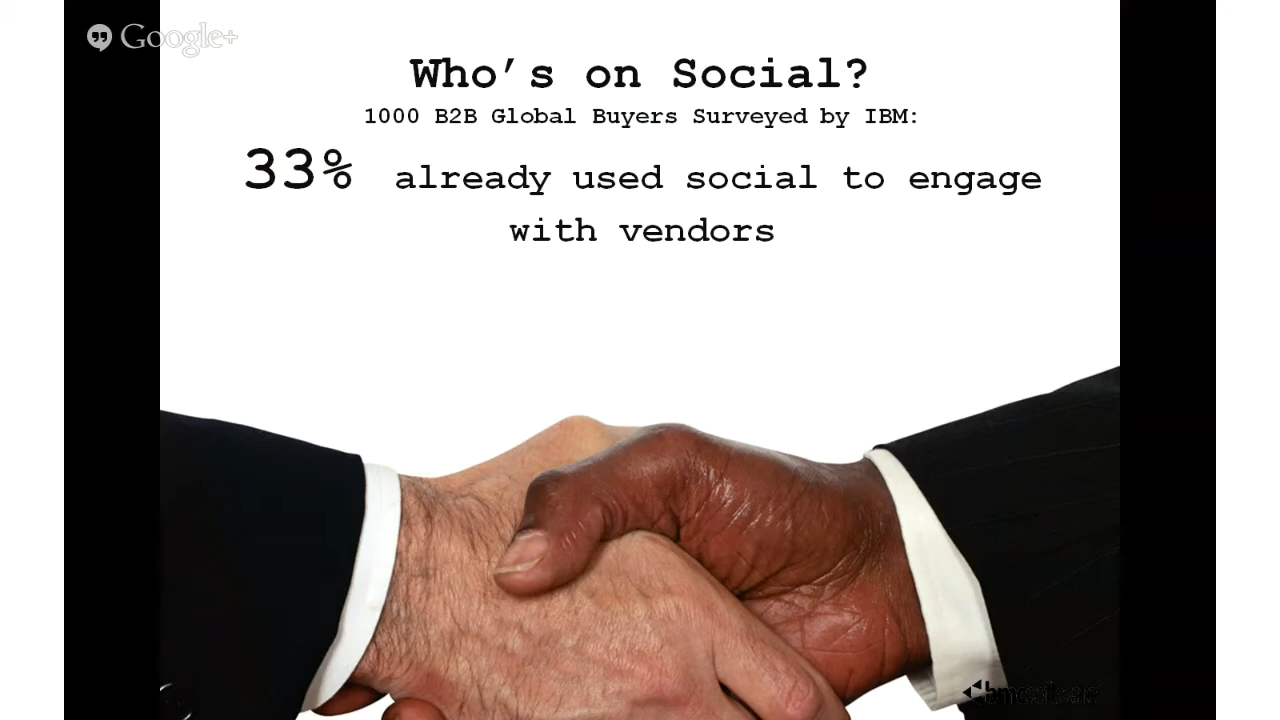 Google+
Who's on Social?
1000 B2B Global Buyers Surveyed by IBM:
33% already used social to engage
with vendors